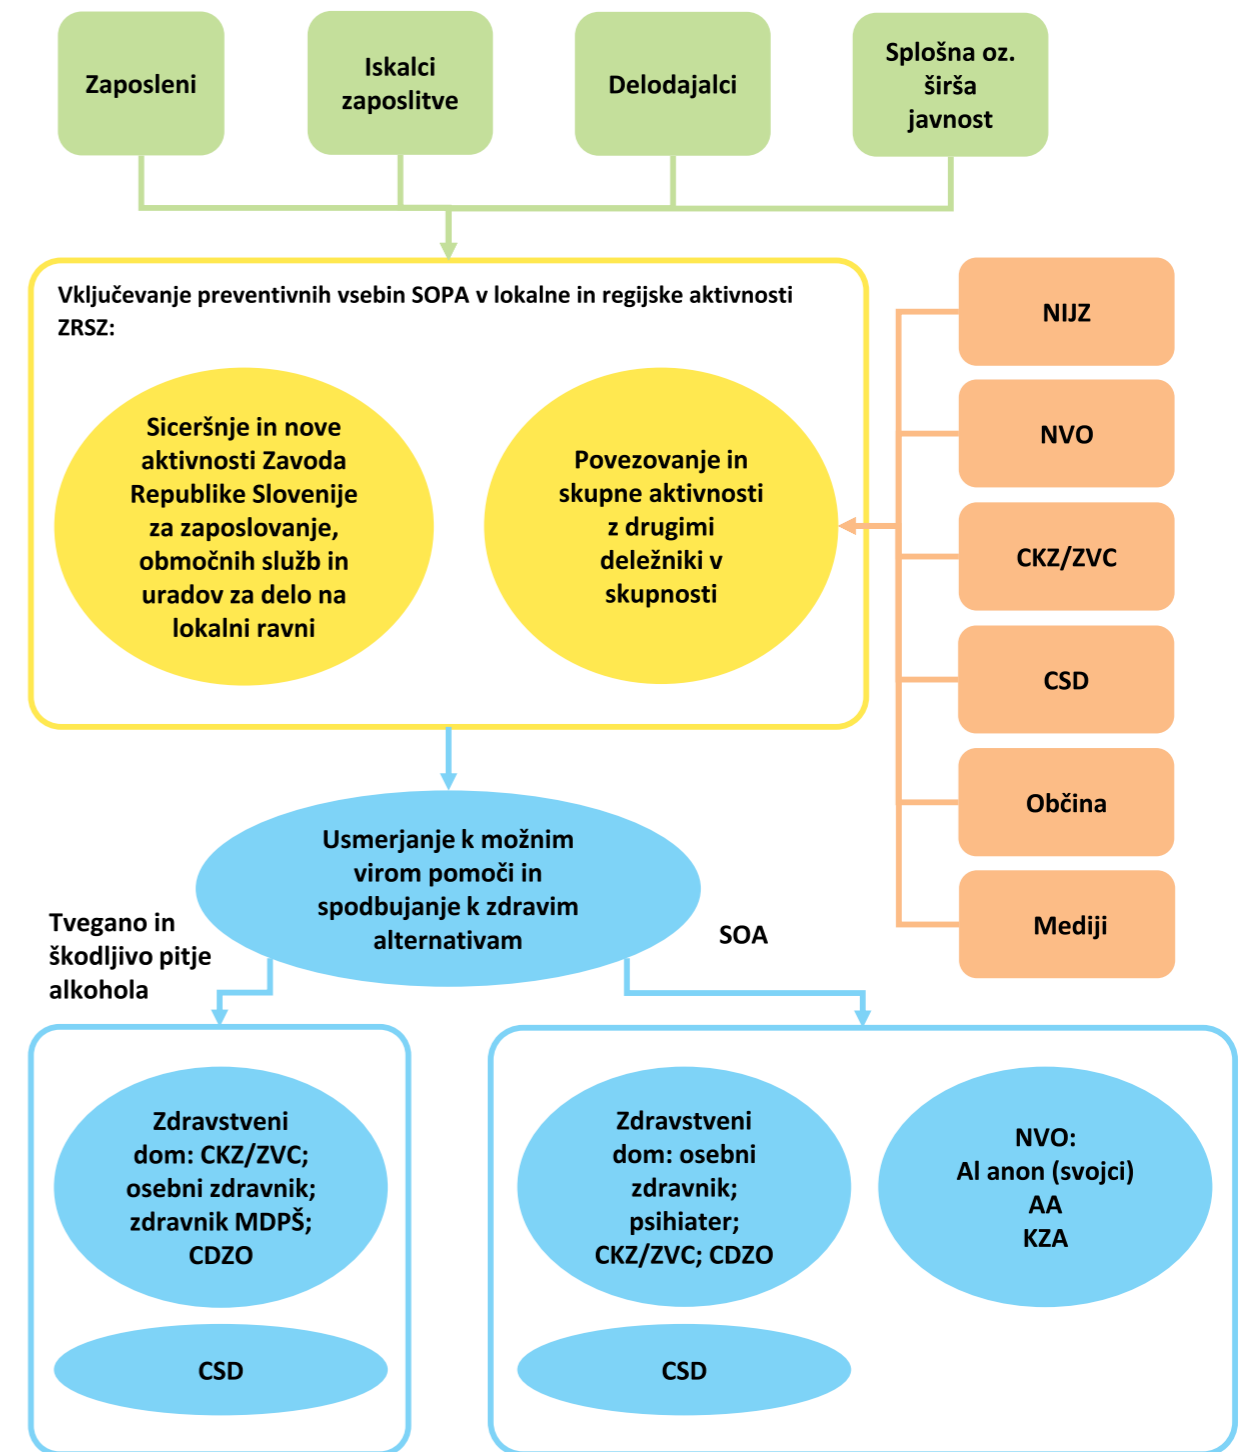 Zaposleni
Iskalci
zaposlitve
Delodajalci
Splošna oz.
širša
javnost
Vključevanje preventivnih vsebin SOPA v lokalne in regijske aktivnosti
ZRSZ:
Siceršnje in nove
aktivnosti Zavoda
Republike Slovenije
za zaposlovanje,
območnih služb in
uradov za delo na
lokalni ravni
Povezovanje in
skupne aktivnosti
z drugimi
deležniki v
skupnosti
NIJZ
NVO
CKZ/ZVC
CSD
Občina
Mediji
Usmerjanje k možnim
virom pomoči in
spodbujanje k zdravim
alternativam
Tvegano in
škodljivo pitje
alkohola
SOA
Zdravstveni
dom: CKZ/ZVC;
osebni zdravnik;
zdravnik MDPŠ;
CDZO
CSD
Zdravstveni
dom: osebni
zdravnik;
psihiater;
CKZ/ZVC; CDZO
NVO:
Al anon (svojci)
AA
KZA
CSD